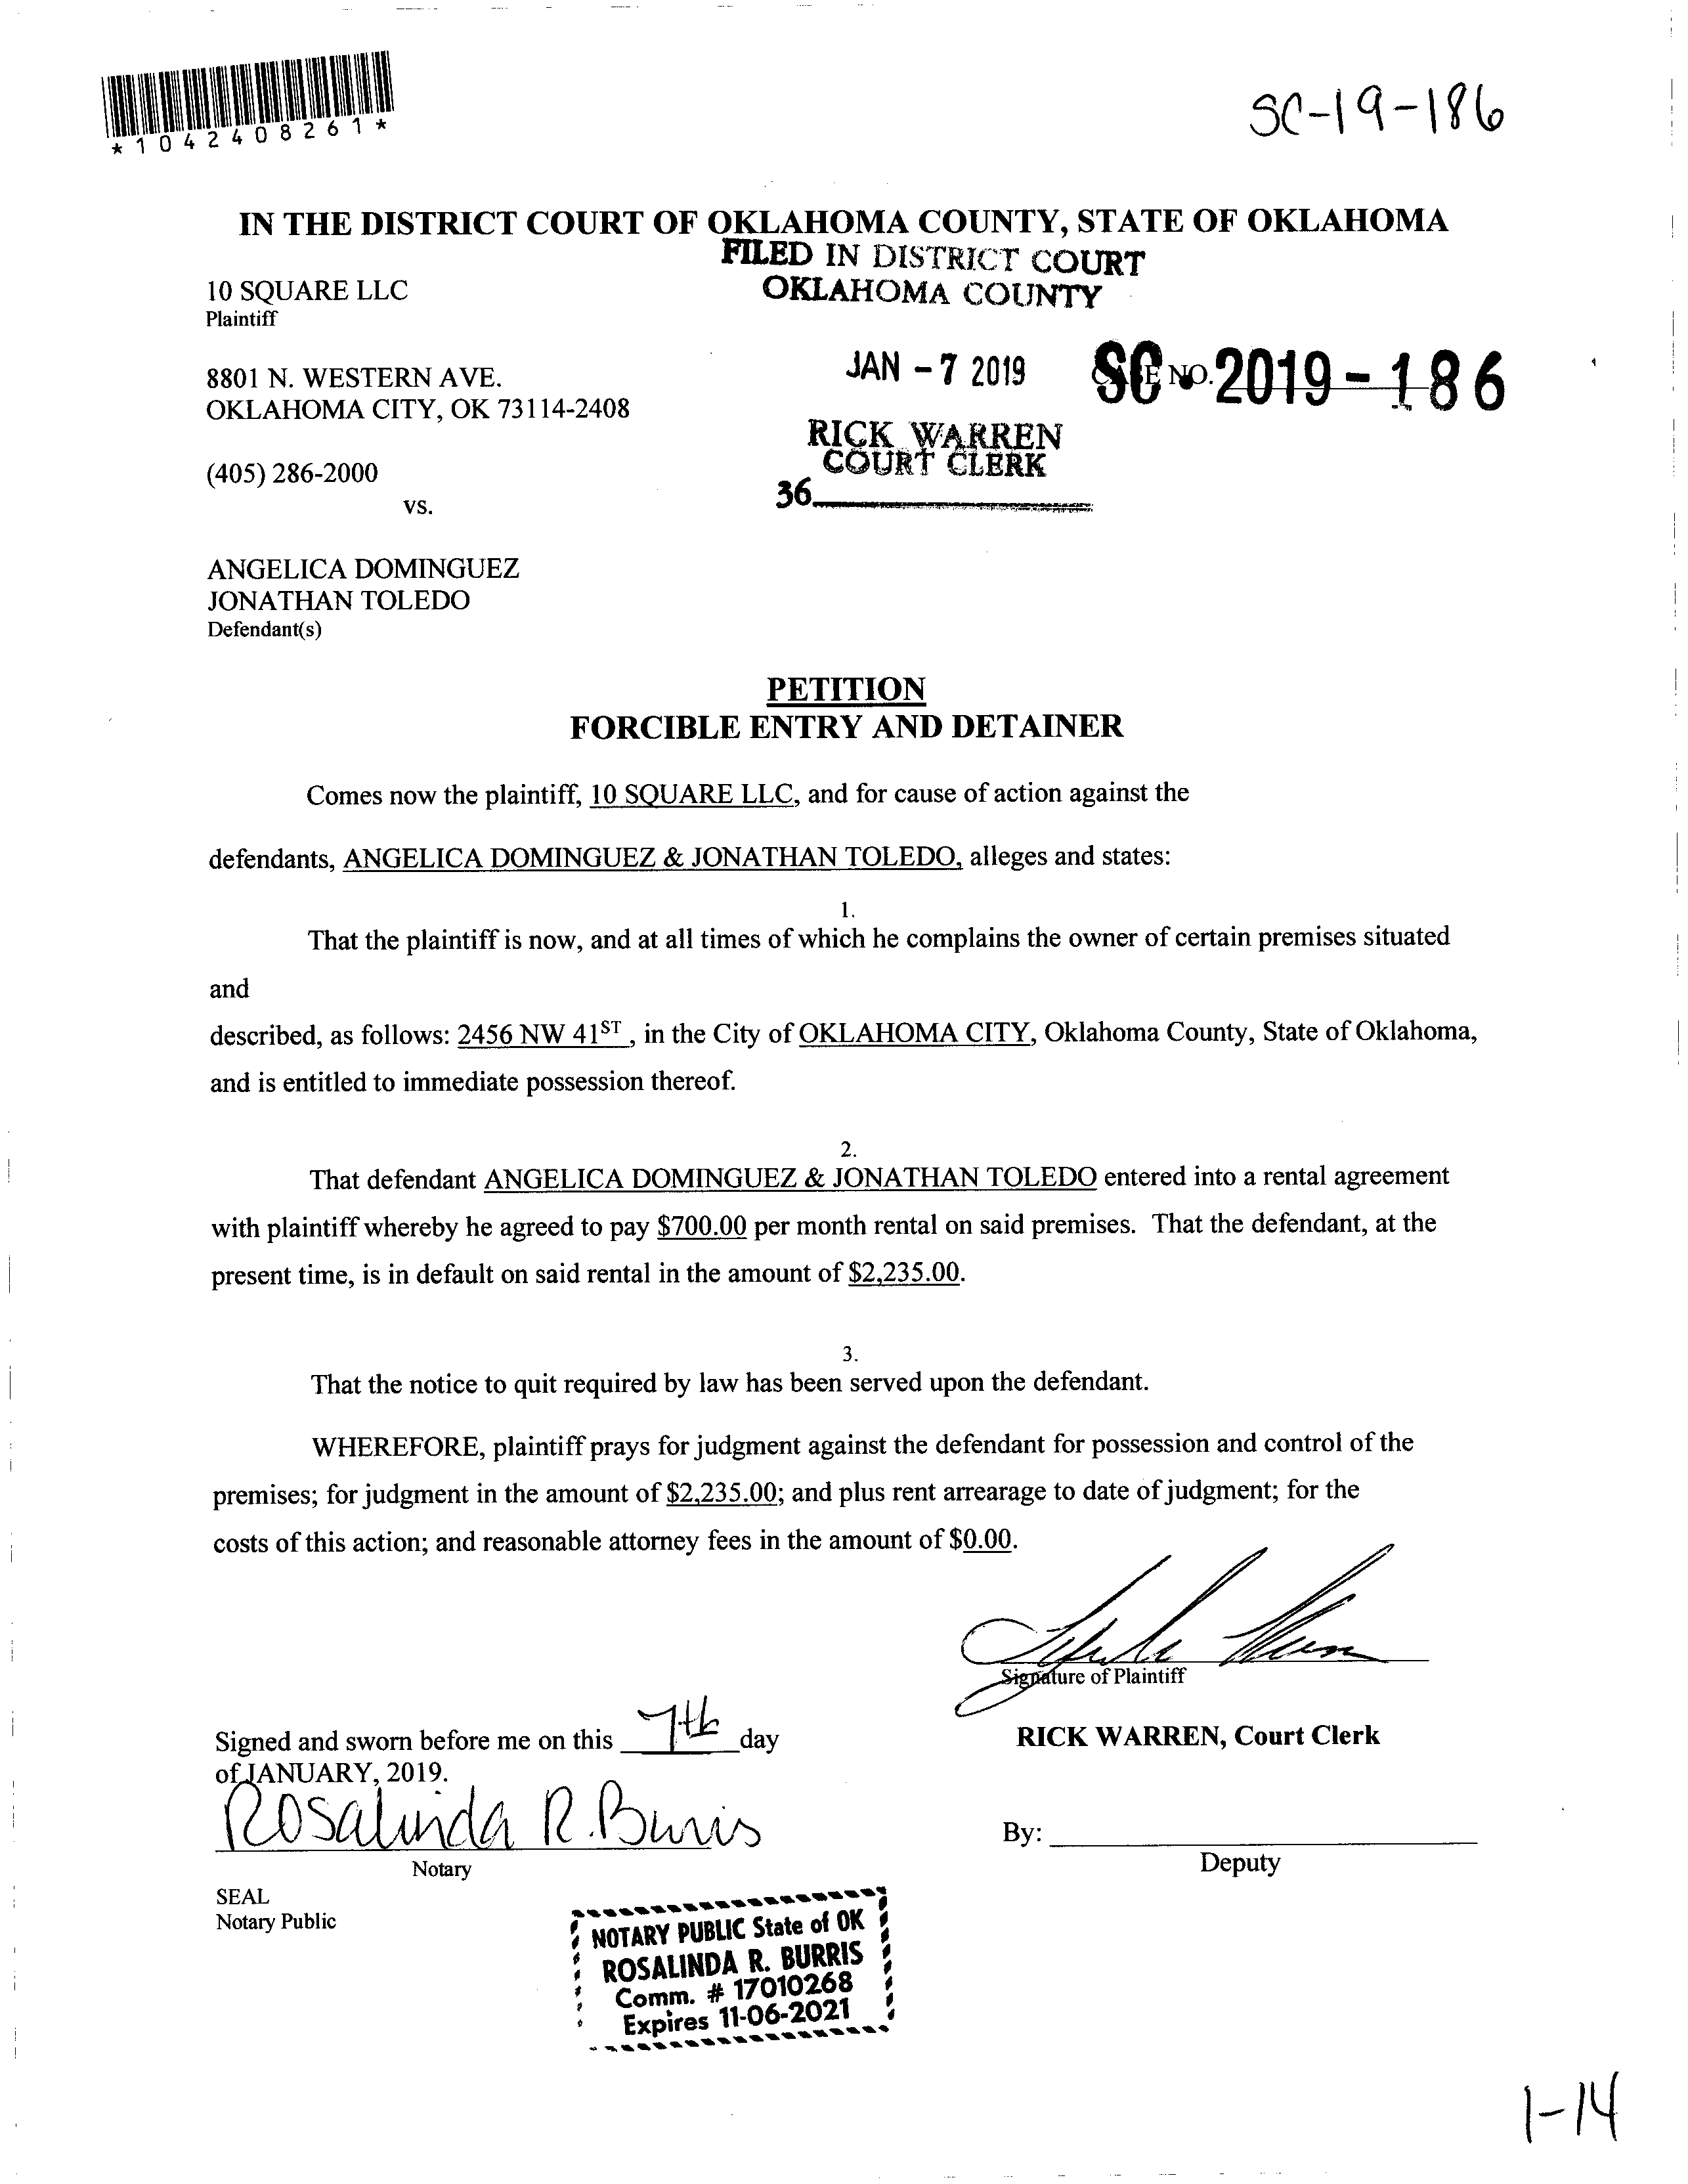 *1042408261*
SC-19-186
IN THE DISTRICT COURT OF OKLAHOMA COUNTY, STATE OF OKLAHOMA
FILED IN DISTRICT COURT
OKLAHOMA COUNTY
10 SQUARE LLC
Plaintiff
8801 N. WESTERN AVE.
OKLAHOMA CITY, OK 73114-2408
JAN - 7 2019
CASE NO.
SC 2019-186
RICK WARREN
COURT CLERK
36
(405) 286-2000
vs.
ANGELICA DOMINGUEZ
JONATHAN TOLEDO
Defendant(s)
PETITION
FORCIBLE ENTRY AND DETAINER
Comes now the plaintiff, 10 SQUARE LLC, and for cause of action against the
defendants, ANGELICA DOMINGUEZ & JONATHAN TOLEDO, alleges and states:
1.
That the plaintiff is now, and at all times of which he complains the owner of certain premises situated
and
described, as follows: 2456 NW 41ST , in the City of OKLAHOMA CITY, Oklahoma County, State of Oklahoma,
and is entitled to immediate possession thereof.
2.
That defendant ANGELICA DOMINGUEZ & JONATHAN TOLEDO entered into a rental agreement
with plaintiff whereby he agreed to pay $700.00 per month rental on said premises. That the defendant, at the
present time, is in default on said rental in the amount of $2,235.00.
3.
That the notice to quit required by law has been served upon the defendant.
WHEREFORE, plaintiff prays for judgment against the defendant for possession and control of the
premises; for judgment in the amount of $2,235.00; and plus rent arrearage to date of judgment; for the
costs of this action; and reasonable attorney fees in the amount of $0.00.
Signature of Plaintiff
Signed and sworn before me on this 7th day
of JANUARY, 2019.
RICK WARREN, Court Clerk
Rosalinda R. Burris
Notary
By:
Deputy
SEAL
Notary Public
NOTARY PUBLIC State of OK
ROSALINDA R. BURRIS
Comm. # 17010268
Expires 11-06-2021
1-14